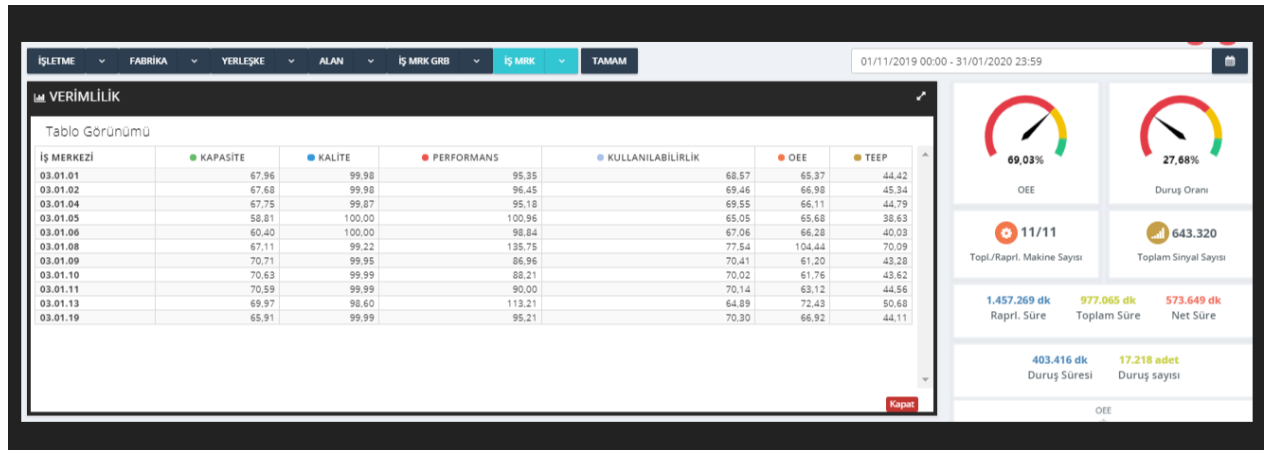 İŞLETME FABRİKA YERLEŞKE ALAN İŞ MRK GRB İŞ MRK TAMAM 01/11/2019 00:00 - 31/01/2020 23:59
VERİMLİLİK
Tablo Görünümü
İŞ MERKEZİ KAPASİTE KALİTE PERFORMANS KULLANILABİLİRLİK OEE TEEP
03.01.01 67,96 99,98 95,35 68,57 65,37 44,42
03.01.02 67,68 99,98 96,45 69,46 66,98 45,34
03.01.04 67,75 99,87 95,18 69,55 66,11 44,79
03.01.05 58,81 100,00 100,96 65,05 65,68 38,63
03.01.06 60,40 100,00 98,84 67,06 66,28 40,03
03.01.08 67,11 99,22 135,75 77,54 104,44 70,09
03.01.09 70,71 99,95 86,96 70,41 61,20 43,28
03.01.10 70,63 99,99 88,21 70,02 61,76 43,62
03.01.11 70,59 99,99 90,00 70,14 63,12 44,56
03.01.13 69,97 98,60 113,21 64,89 72,43 50,68
03.01.19 65,91 99,99 95,21 70,30 66,92 44,11
Kapat
69,03%
OEE
27,68%
Duruş Oranı
11/11
Topl./Raprl. Makine Sayısı
643.320
Toplam Sinyal Sayısı
1.457.269 dk 977.065 dk 573.649 dk
Raprl. Süre Toplam Süre Net Süre
403.416 dk 17.218 adet
Duruş Süresi Duruş sayısı
OEE